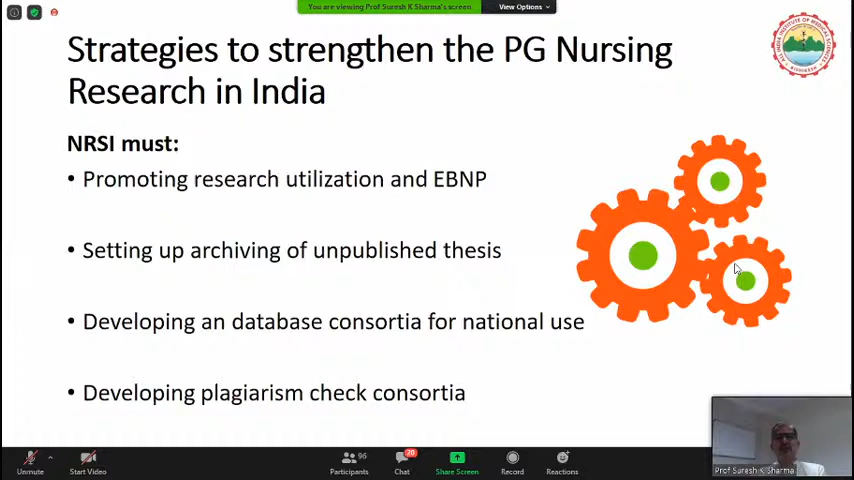 You are viewing Prof Suresh K Sharma's screen
View Options
Strategies to strengthen the PG Nursing
Research in India
NRSI must:
• Promoting research utilization and EBNP
• Setting up archiving of unpublished thesis
• Developing an database consortia for national use
• Developing plagiarism check consortia
Unmute
Start Video
96
Participants
20
Chat
Share Screen
Record
Reactions
Prof Suresh K Sharma